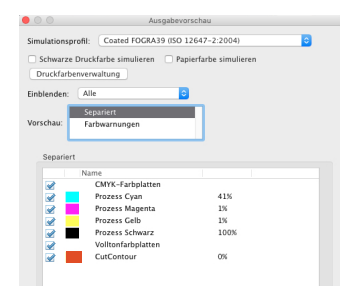 Ausgabevorschau
Simulationsprofil: Coated FOGRA39 (ISO 12647-2:2004)
Schwarze Druckfarbe simulieren Papierfarbe simulieren
Druckfarbenverwaltung
Einblenden: Alle
Vorschau: Separiert
Farbwarnungen
Separiert
Name
CMYK-Farbplatten
Prozess Cyan 41%
Prozess Magenta 1%
Prozess Gelb 1%
Prozess Schwarz 100%
Volltonfarbplatten
CutContour 0%